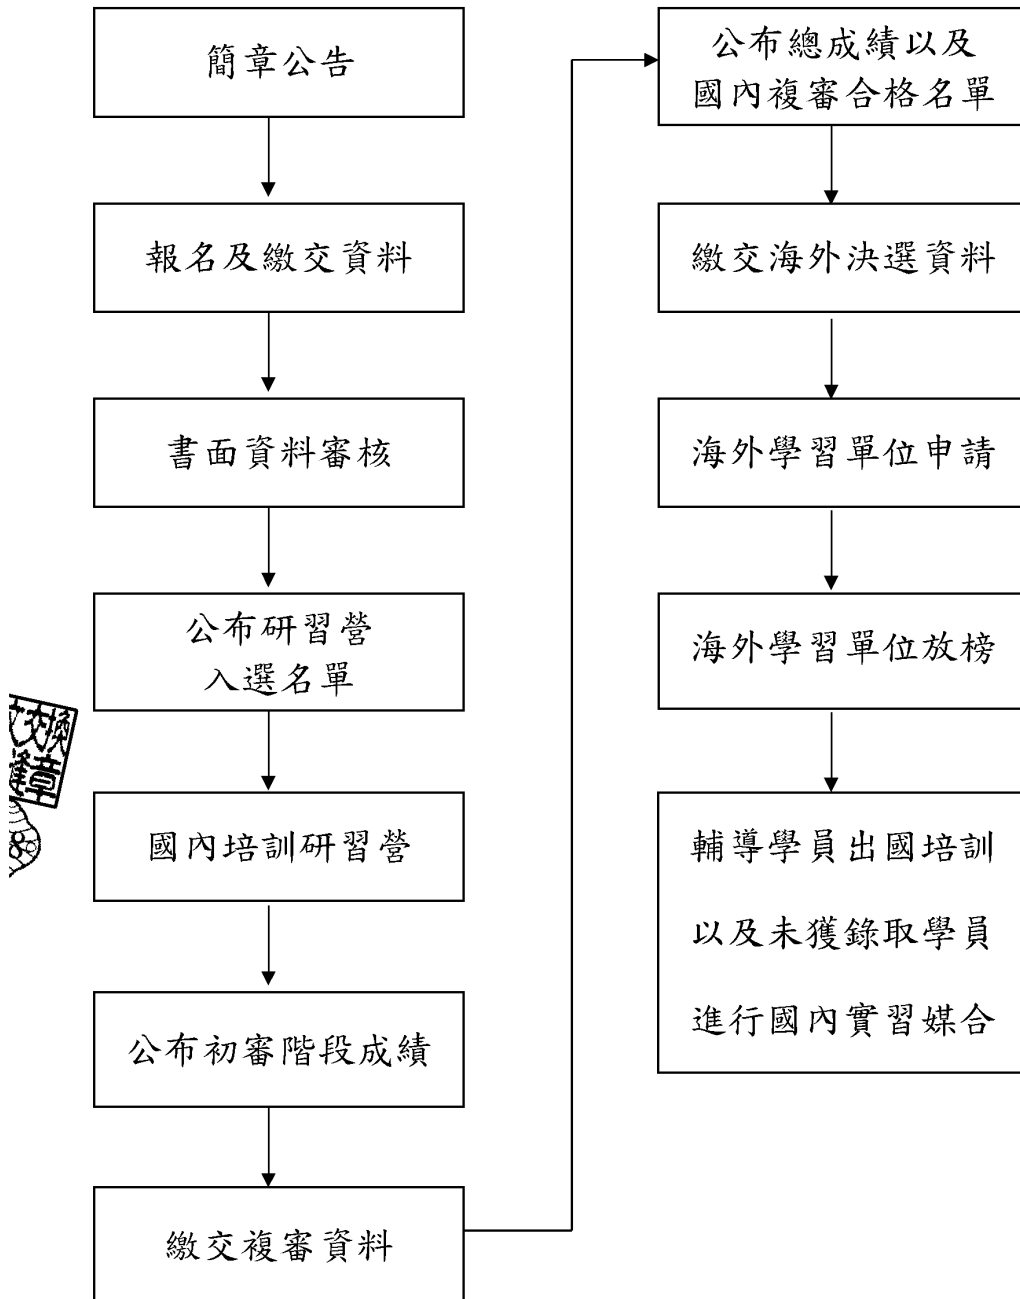 簡章公告
報名及繳交資料
書面資料審核
公布研習營
入選名單
國內培訓研習營
公布初審階段成績
繳交複審資料
公布總成績以及
國內複審合格名單
繳交海外決選資料
海外學習單位申請
海外學習單位放榜
輔導學員出國培訓
以及未獲錄取學員
進行國內實習媒合
文交換
縫章